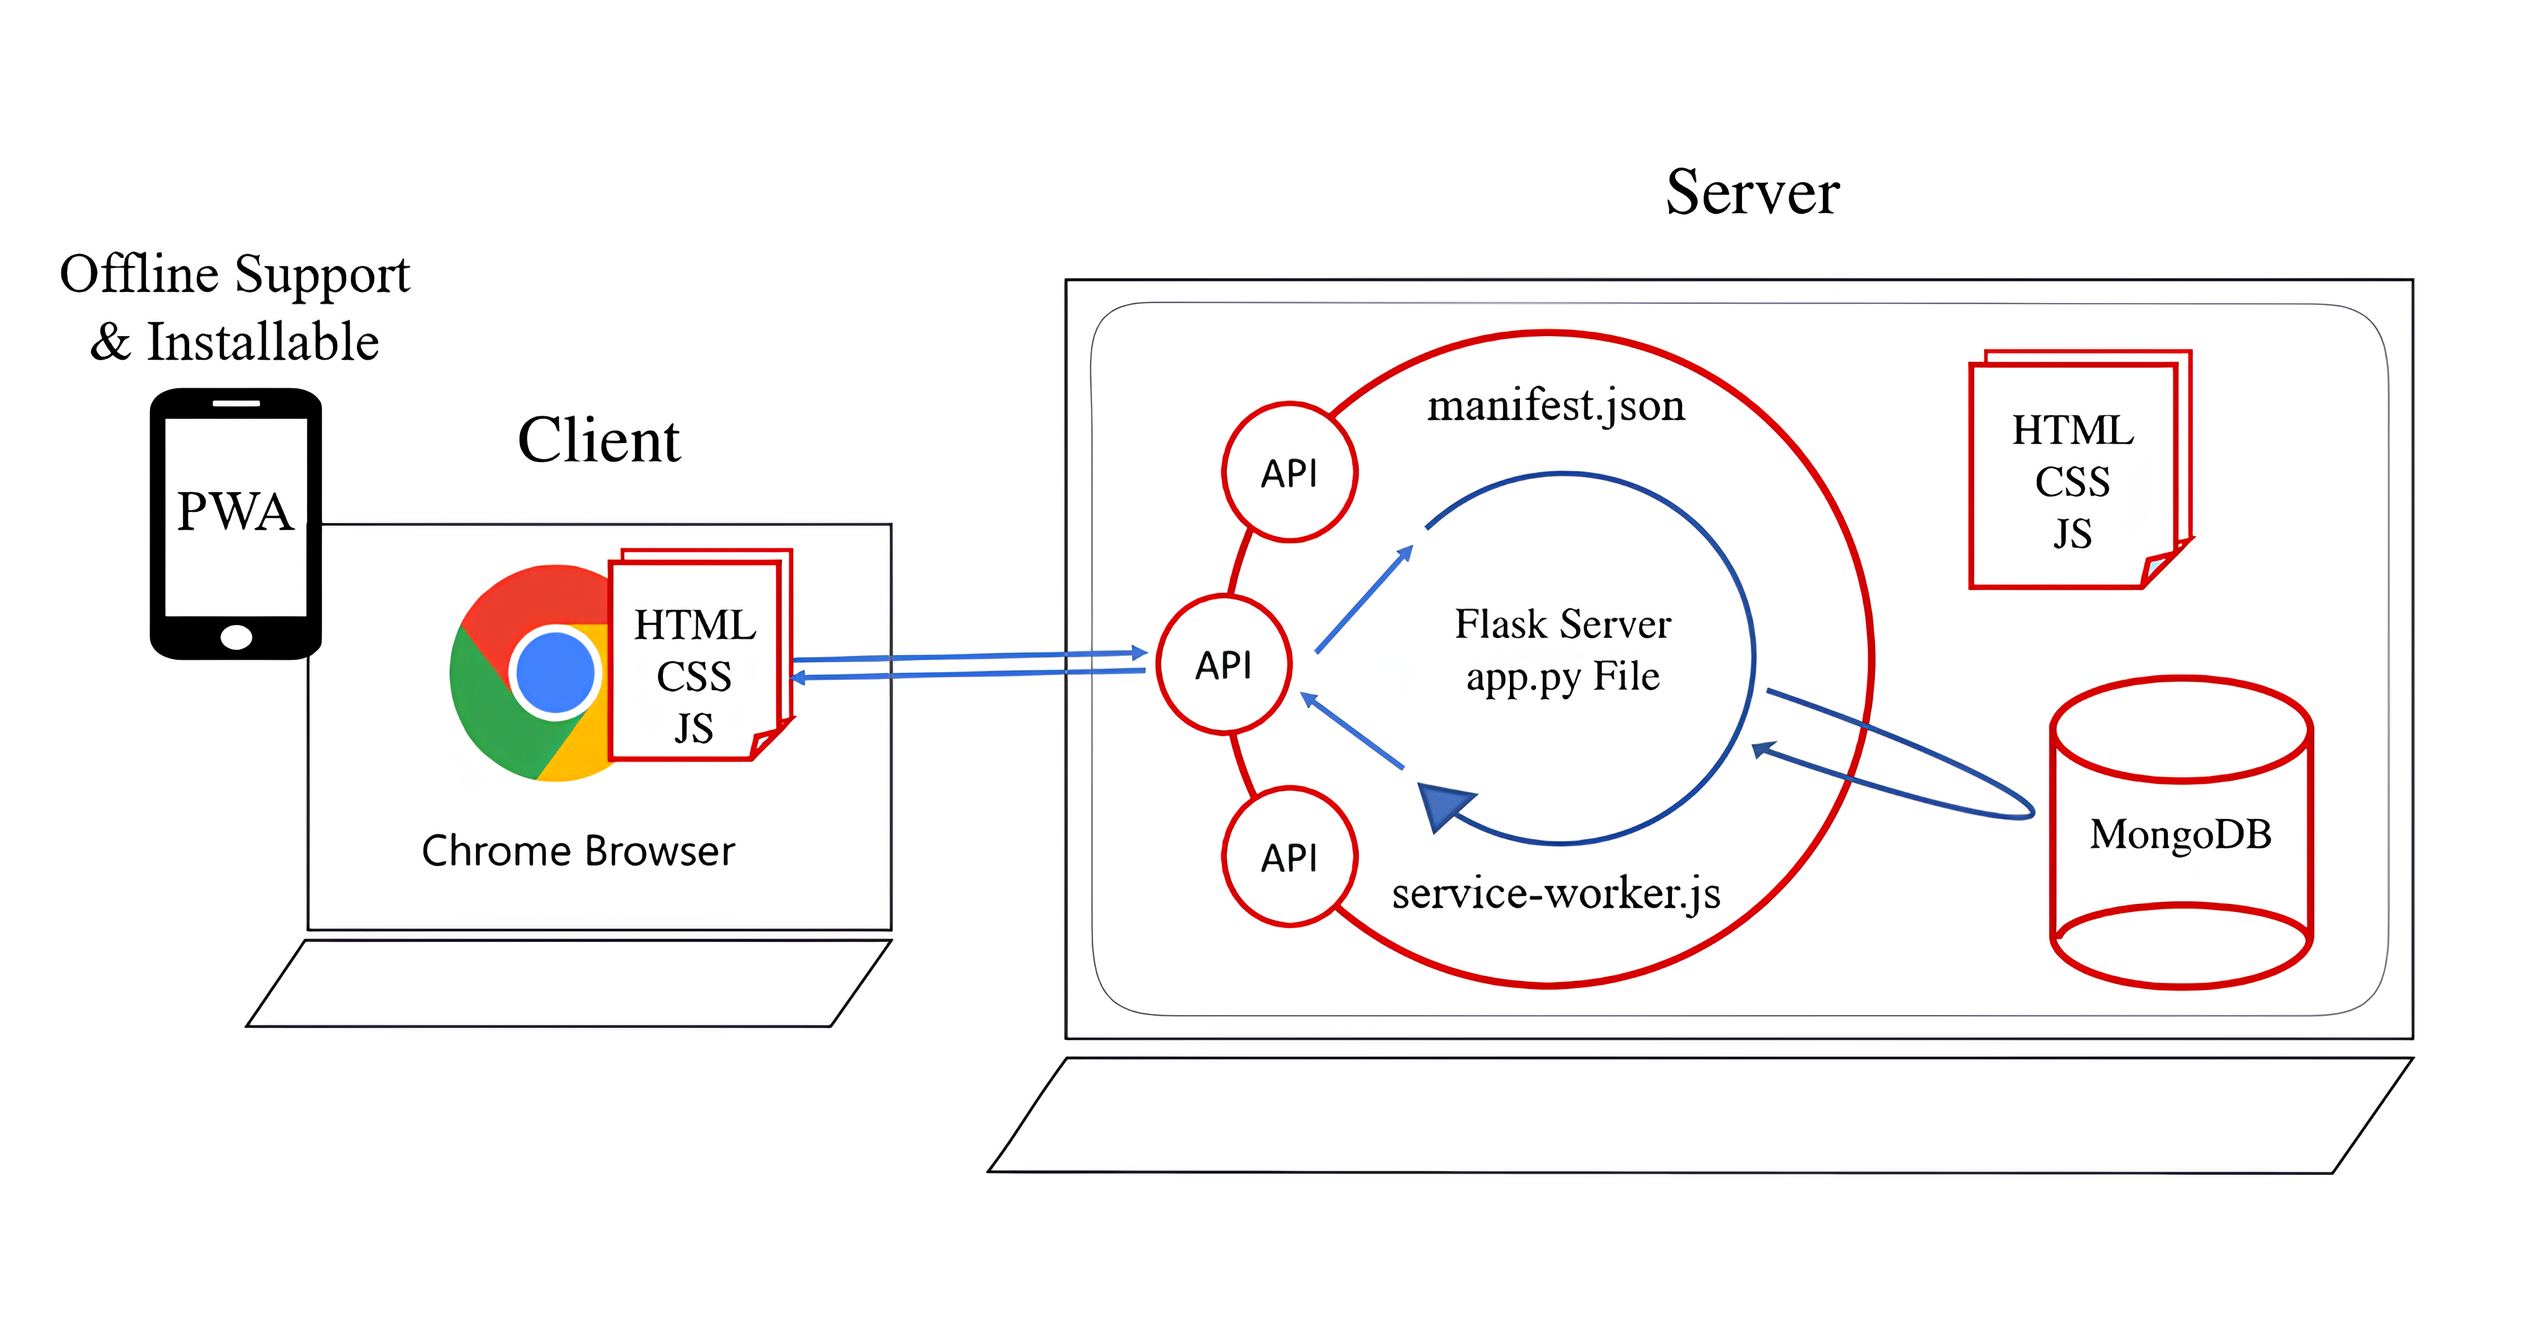 Server
Offline Support
& Installable
PWA
Client
HTML
CSS
JS
Chrome Browser
API
API
API
manifest.json
Flask Server
app.py File
service-worker.js
HTML
CSS
JS
MongoDB